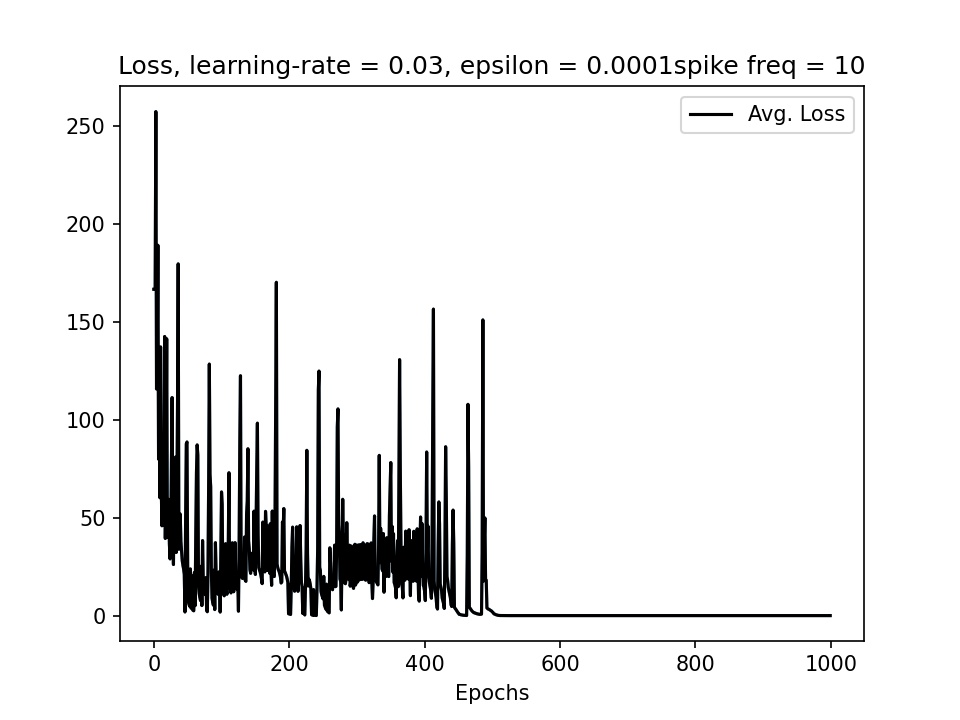 Loss, learning-rate = 0.03, epsilon = 0.0001spike freq = 10
Avg. Loss
250
200
150
100
50
0
0 200 400 600 800 1000
Epochs